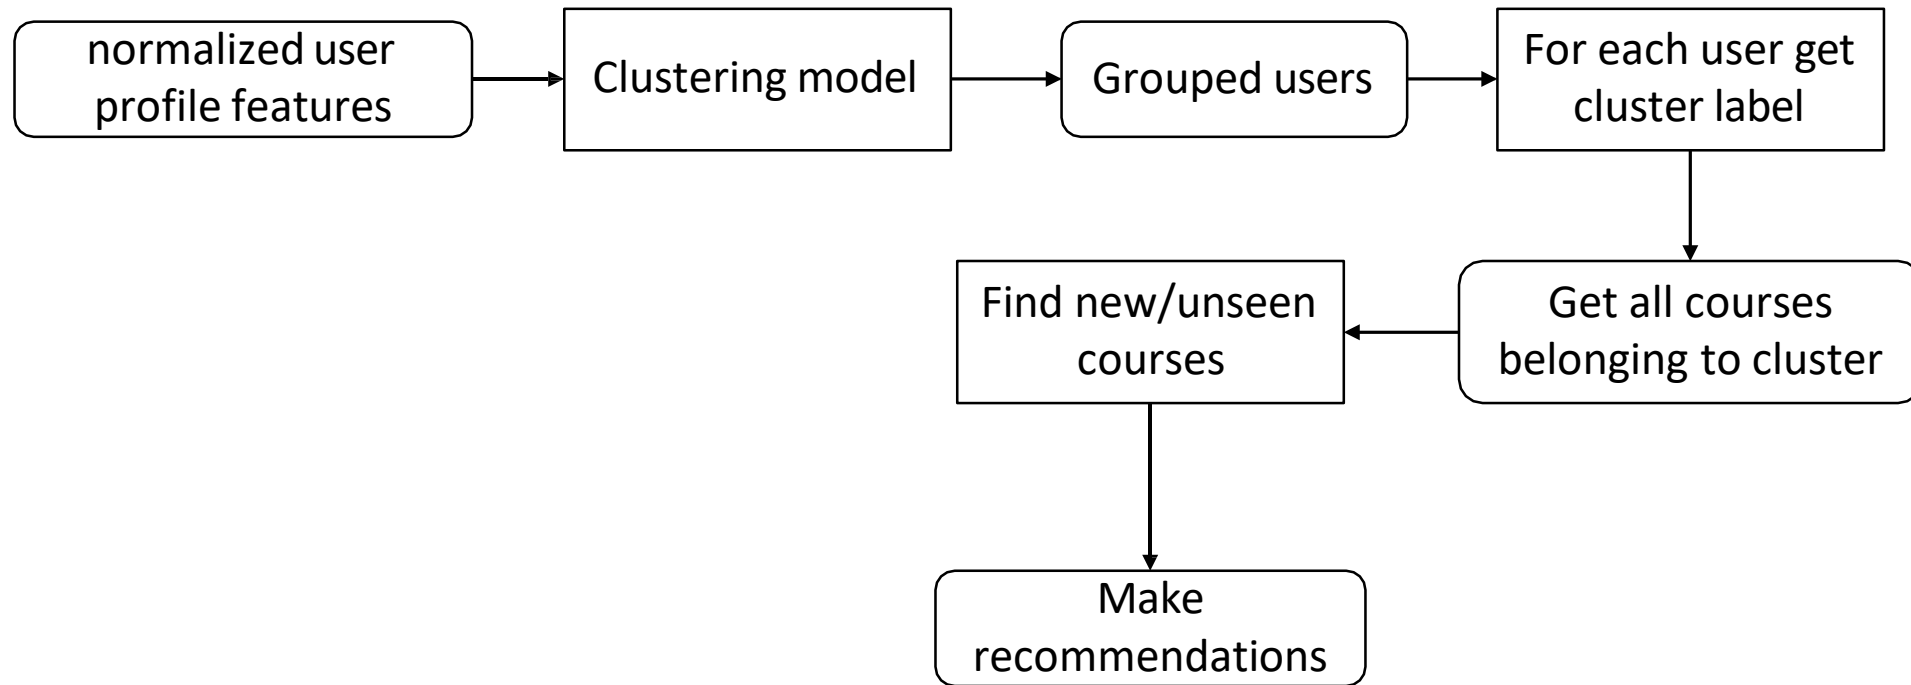 normalized user
profile features
Clustering model
Grouped users
For each user get
cluster label
Get all courses
belonging to cluster
Find new/unseen
courses
Make
recommendations